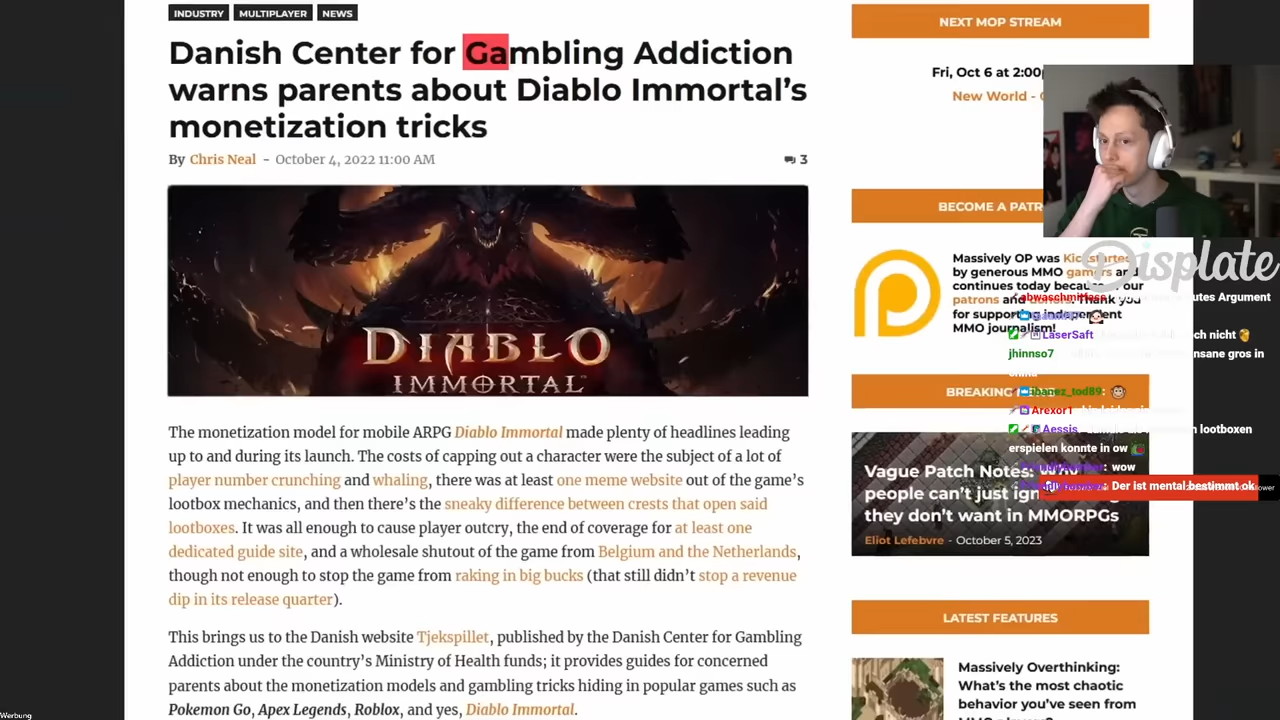 INDUSTRY MULTIPLAYER NEWS
Danish Center for Gambling Addiction
warns parents about Diablo Immortal's
monetization tricks
By Chris Neal - October 4, 2022 11:00 AM
3
DIABLO
IMMORTAL
The monetization model for mobile ARPG Diablo Immortal made plenty of headlines leading
up to and during its launch. The costs of capping out a character were the subject of a lot of
player number crunching and whaling, there was at least one meme website out of the game's
lootbox mechanics, and then there's the sneaky difference between crests that open said
lootboxes. It was all enough to cause player outcry, the end of coverage for at least one
dedicated guide site, and a wholesale shutout of the game from Belgium and the Netherlands,
though not enough to stop the game from raking in big bucks (that still didn't stop a revenue
dip in its release quarter).
This brings us to the Danish website Tjekspillet, published by the Danish Center for Gambling
Addiction under the country's Ministry of Health funds; it provides guides for concerned
parents about the monetization models and gambling tricks hiding in popular games such as
Pokemon Go, Apex Legends, Roblox, and yes, Diablo Immortal.
NEXT MOP STREAM
Fri, Oct 6 at 2:00p
New World -
BECOME A PATR
Displate
Massively OP was Kickstarted
by generous MMO gamers and
continues today because of our
patrons and donors. Thank you
for supporting independent
MMO journalism!
Argument
LaserSaft
nicht
jhinnso7
insane gros in
BREAKING
ibanez_tod89:
Arexor1
Aessis
lootboxen
erspielen konnte in ow
: wow
Der ist mental bestimmt ok
Vague Patch Notes: Why
people can't just ign
they don't want in MMORPGs
Eliot Lefebvre - October 5, 2023
LATEST FEATURES
Massively Overthinking:
What's the most chaotic
behavior you've seen from
Werbung